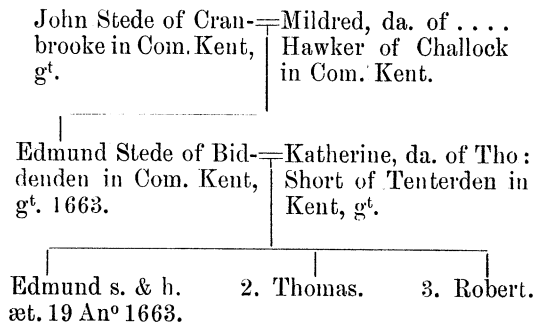 John Stede of Cran-
brooke in Com. Kent,
gt.
Mildred, da. of . . . .
Hawker of Challock
in Com. Kent.
Edmund Stede of Bid-
denden in Com. Kent,
gt. 1663.
Katherine, da. of Tho:
Short of Tenterden in
Kent, gt.
Edmund s. & h.
æt. 19 Ano 1663.
2. Thomas.
3. Robert.